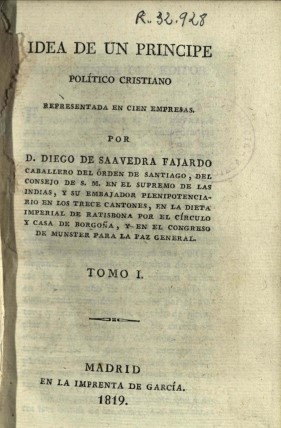 R. 32.928
IDEA DE UN PRINCIPE
POLÍTICO CRISTIANO
REPRESENTADA EN CIEN EMPRESAS.
POR
D. DIEGO DE SAAVEDRA FAJARDO
CABALLERO DEL ÓRDEN DE SANTIAGO, DEL
CONSEJO DE S. M. EN EL SUPREMO DE LAS
INDIAS, Y SU EMBAJADOR PLENIPOTENCIA-
RIO EN LOS TRECE CANTONES, EN LA DIETA
IMPERIAL DE RATISBONA POR EL CÍRCULO
Y CASA DE BORGOÑA, Y EN EL CONGRESO
DE MUNSTER PARA LA PAZ GENERAL.
TOMO I.
MADRID
EN LA IMPRENTA DE GARCÍA.
1819.